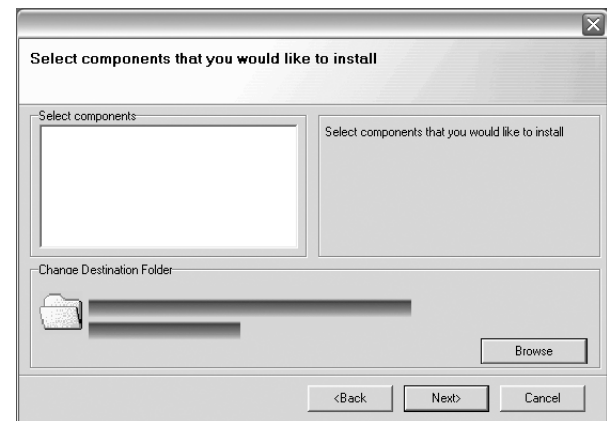 Select components that you would like to install
Select components
Select components that you would like to install
Change Destination Folder
Browse
<Back
Next>
Cancel